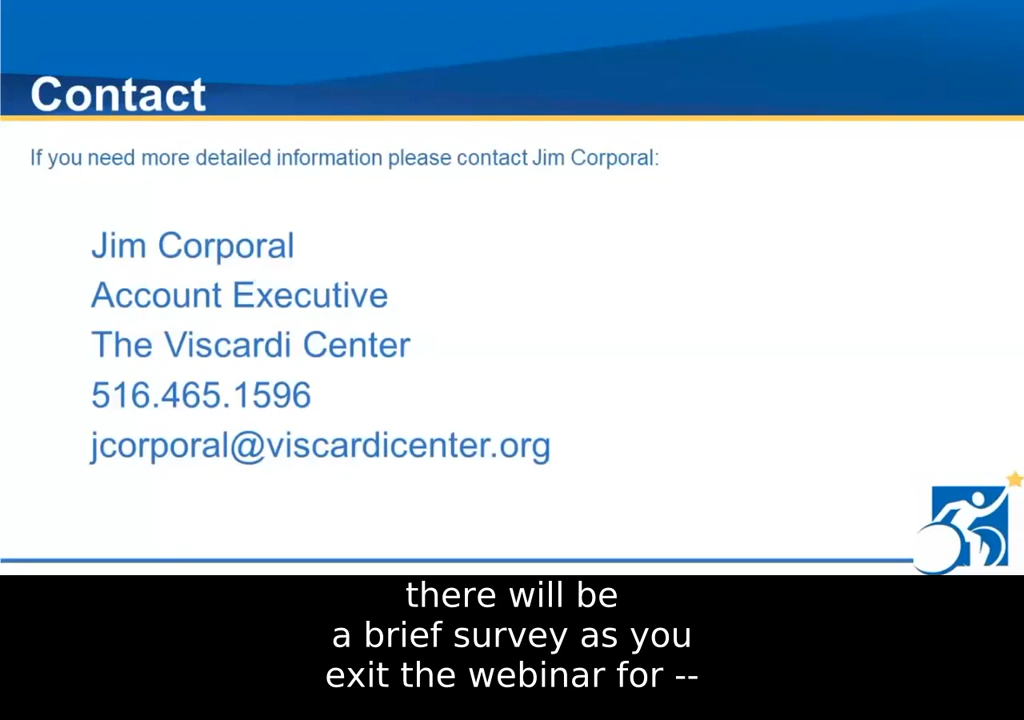 Contact
If you need more detailed information please contact Jim Corporal:
Jim Corporal
Account Executive
The Viscardi Center
516.465.1596
jcorporal@viscardicenter.org
there will be
a brief survey as you
exit the webinar for --